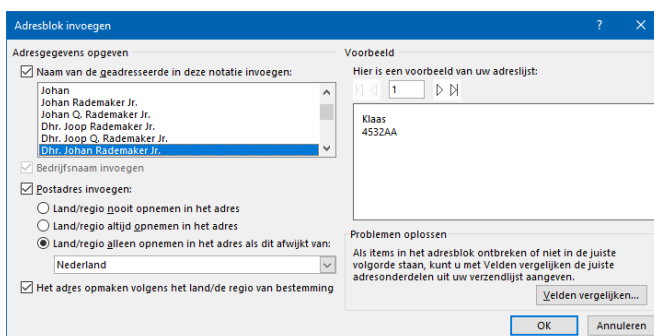 Adresblok invoegen
Adresgegevens opgeven
Naam van de geadresseerde in deze notatie invoegen:
Johan
Johan Rademaker Jr.
Johan Q. Rademaker Jr.
Dhr. Joop Rademaker Jr.
Dhr. Joop Q. Rademaker Jr.
Dhr. Johan Rademaker Jr.
Bedrijfsnaam invoegen
Postadres invoegen:
Land/regio nooit opnemen in het adres
Land/regio altijd opnemen in het adres
Land/regio alleen opnemen in het adres als dit afwijkt van:
Nederland
Het adres opmaken volgens het land/de regio van bestemming
Voorbeeld
Hier is een voorbeeld van uw adreslijst:
1
Klaas
4532AA
Problemen oplossen
Als items in het adresblok ontbreken of niet in de juiste
volgorde staan, kunt u met Velden vergelijken de juiste
adresonderdelen uit uw verzendlijst aangeven.
Velden vergelijken...
OK
Annuleren